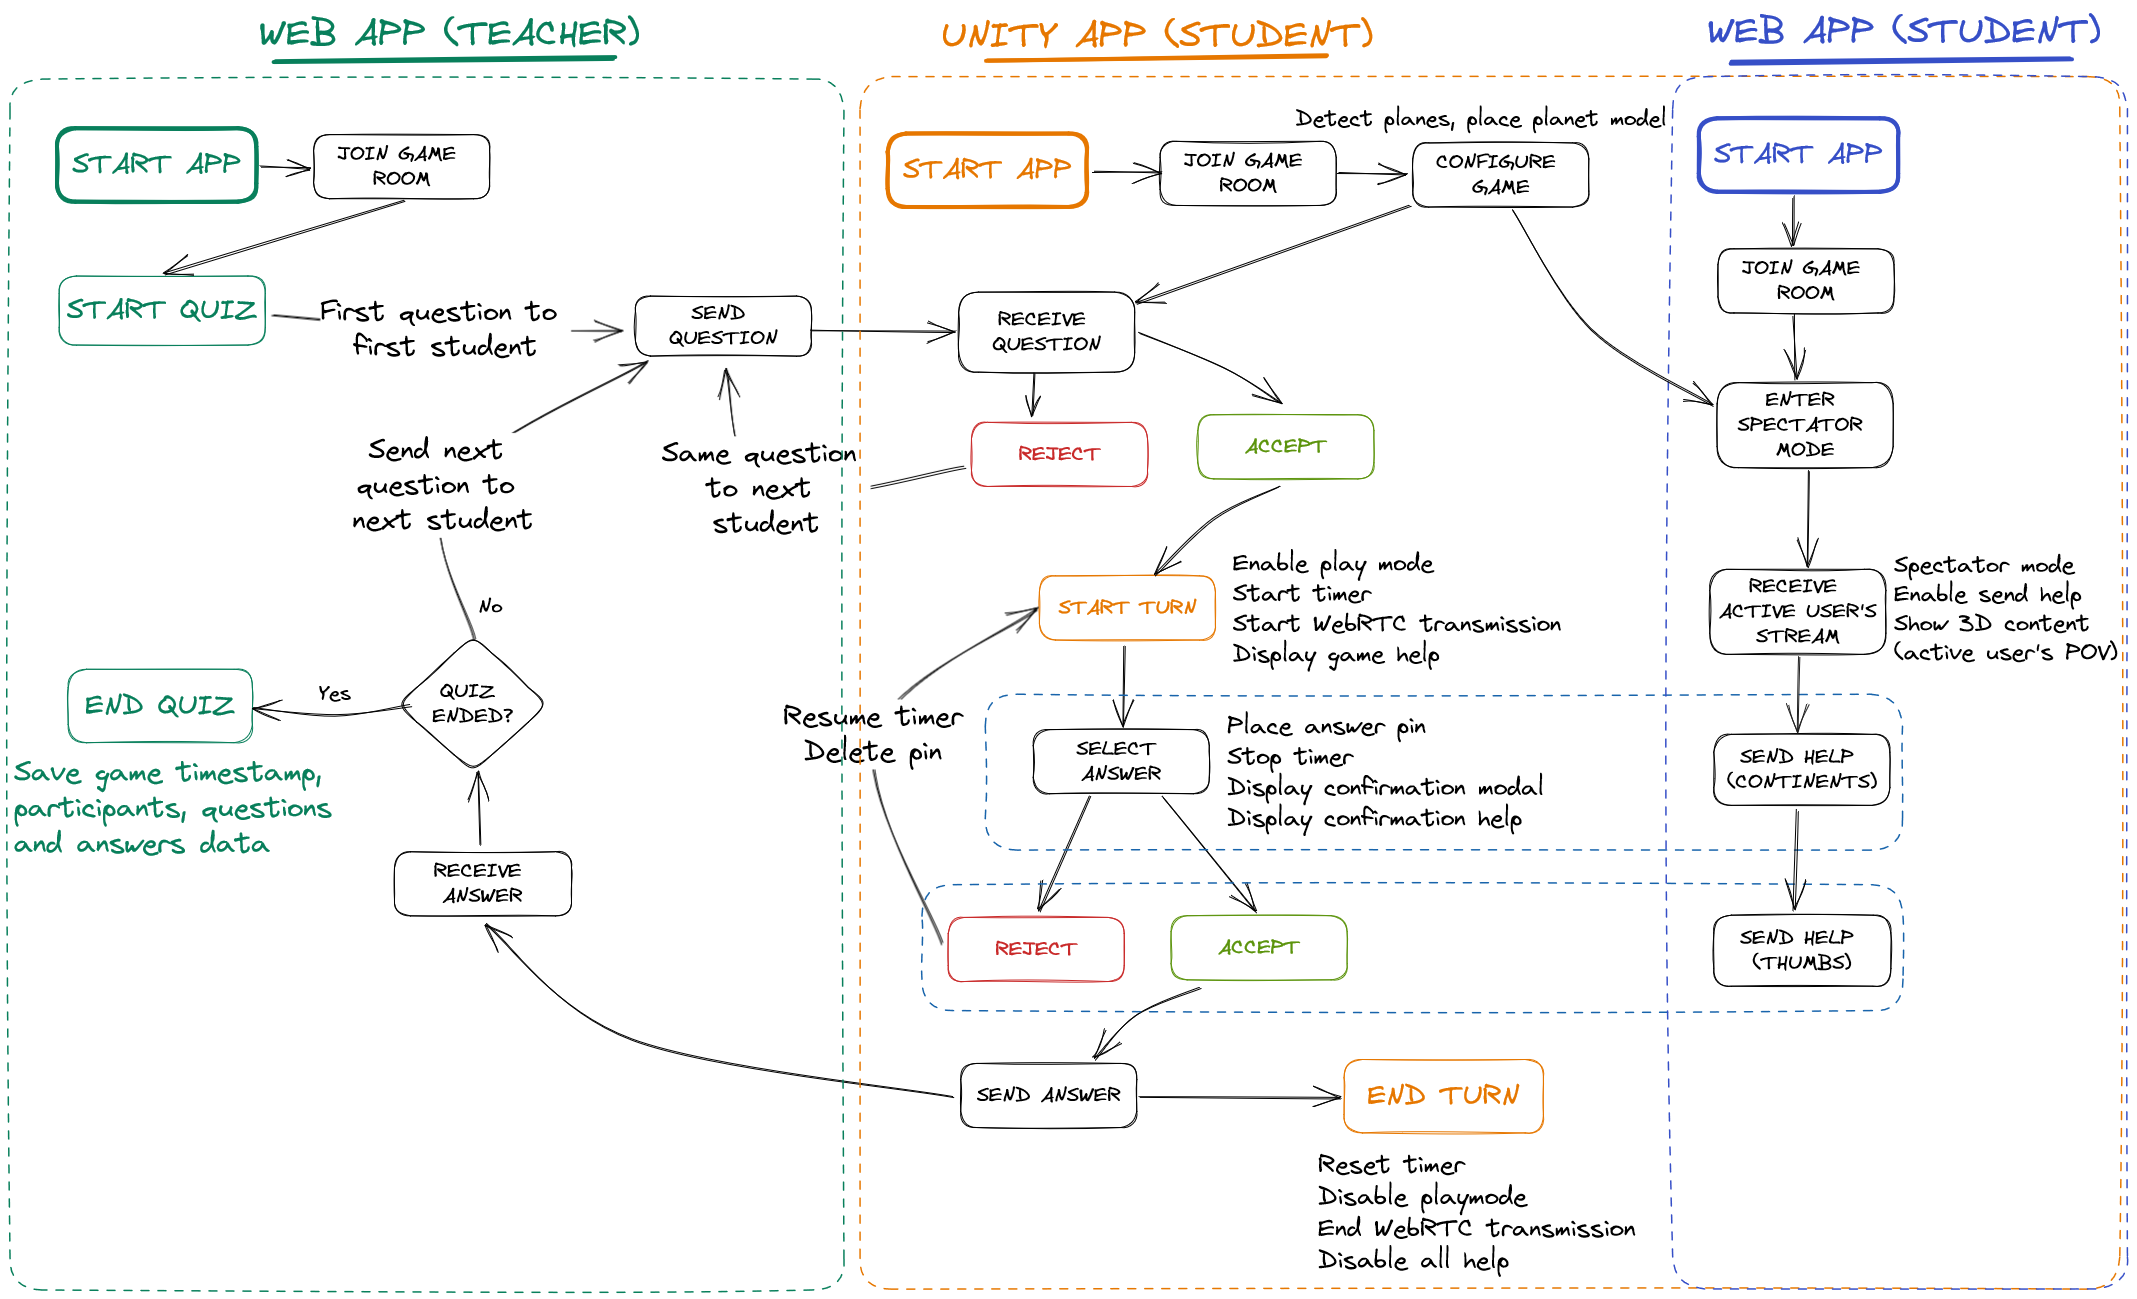 WEB APP (TEACHER)
START APP
JOIN GAME
ROOM
START QUIZ
First question to
first student
SEND
QUESTION
Send next
question to
next student
Same question
to next
student
No
QUIZ
ENDED?
Yes
END QUIZ
Save game timestamp,
participants, questions
and answers data
RECEIVE
ANSWER
UNITY APP (STUDENT)
START APP
JOIN GAME
ROOM
Detect planes, place planet model
CONFIGURE
GAME
RECEIVE
QUESTION
REJECT
ACCEPT
START TURN
Enable play mode
Start timer
Start WebRTC transmission
Display game help
Resume timer
Delete pin
SELECT
ANSWER
Place answer pin
Stop timer
Display confirmation modal
Display confirmation help
REJECT
ACCEPT
SEND ANSWER
END TURN
Reset timer
Disable playmode
End WebRTC transmission
Disable all help
WEB APP (STUDENT)
START APP
JOIN GAME
ROOM
ENTER
SPECTATOR
MODE
RECEIVE
ACTIVE USER'S
STREAM
Spectator mode
Enable send help
Show 3D content
(active user's POV)
SEND HELP
(CONTINENTS)
SEND HELP
(THUMBS)